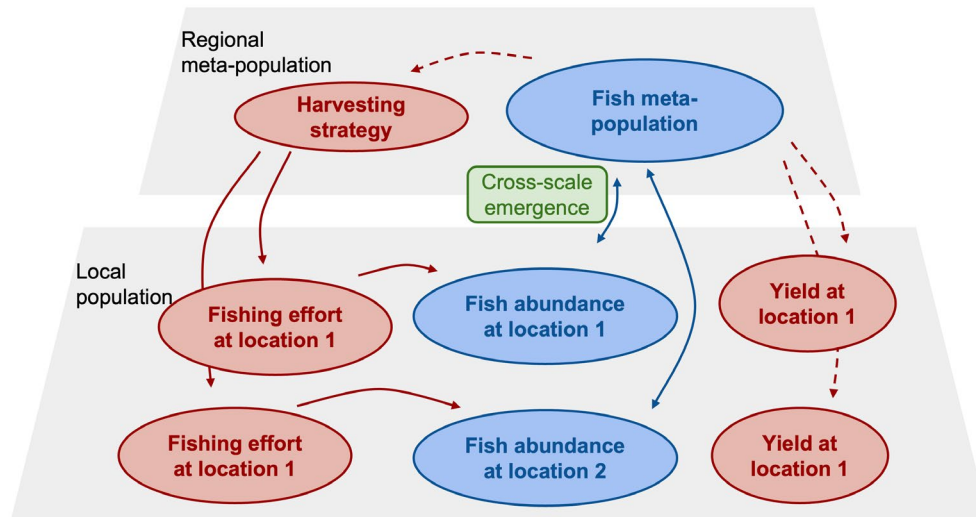 Regional
meta-population
Harvesting
strategy
Fish meta-
population
Cross-scale
emergence
Local
population
Fishing effort
at location 1
Fish abundance
at location 1
Yield at
location 1
Fishing effort
at location 1
Fish abundance
at location 2
Yield at
location 1